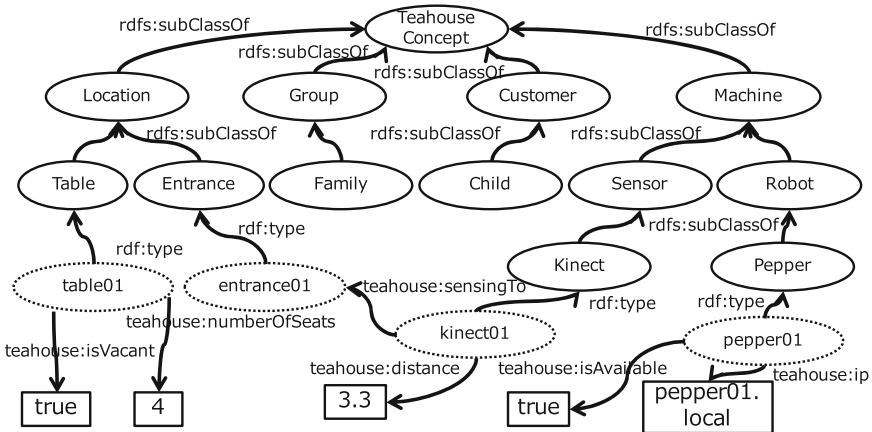 Teahouse
Concept
rdfs:subClassOf
rdfs:subClassOf
rdfs:subClassOf
rdfs:subClassOf
Location
Group
Customer
Machine
rdfs:subClassOf
rdfs:subClassOf
rdfs:subClassOf
Table
Entrance
Family
Child
Sensor
Robot
rdf:type
rdf:type
rdfs:subClassOf
Kinect
Pepper
table01
entrance01
teahouse:sensingTo
rdf:type
rdf:type
teahouse:numberOfSeats
kinect01
pepper01
teahouse:isVacant
teahouse:distance
teahouse:isAvailable
teahouse:ip
true
4
3.3
true
pepper01.
local